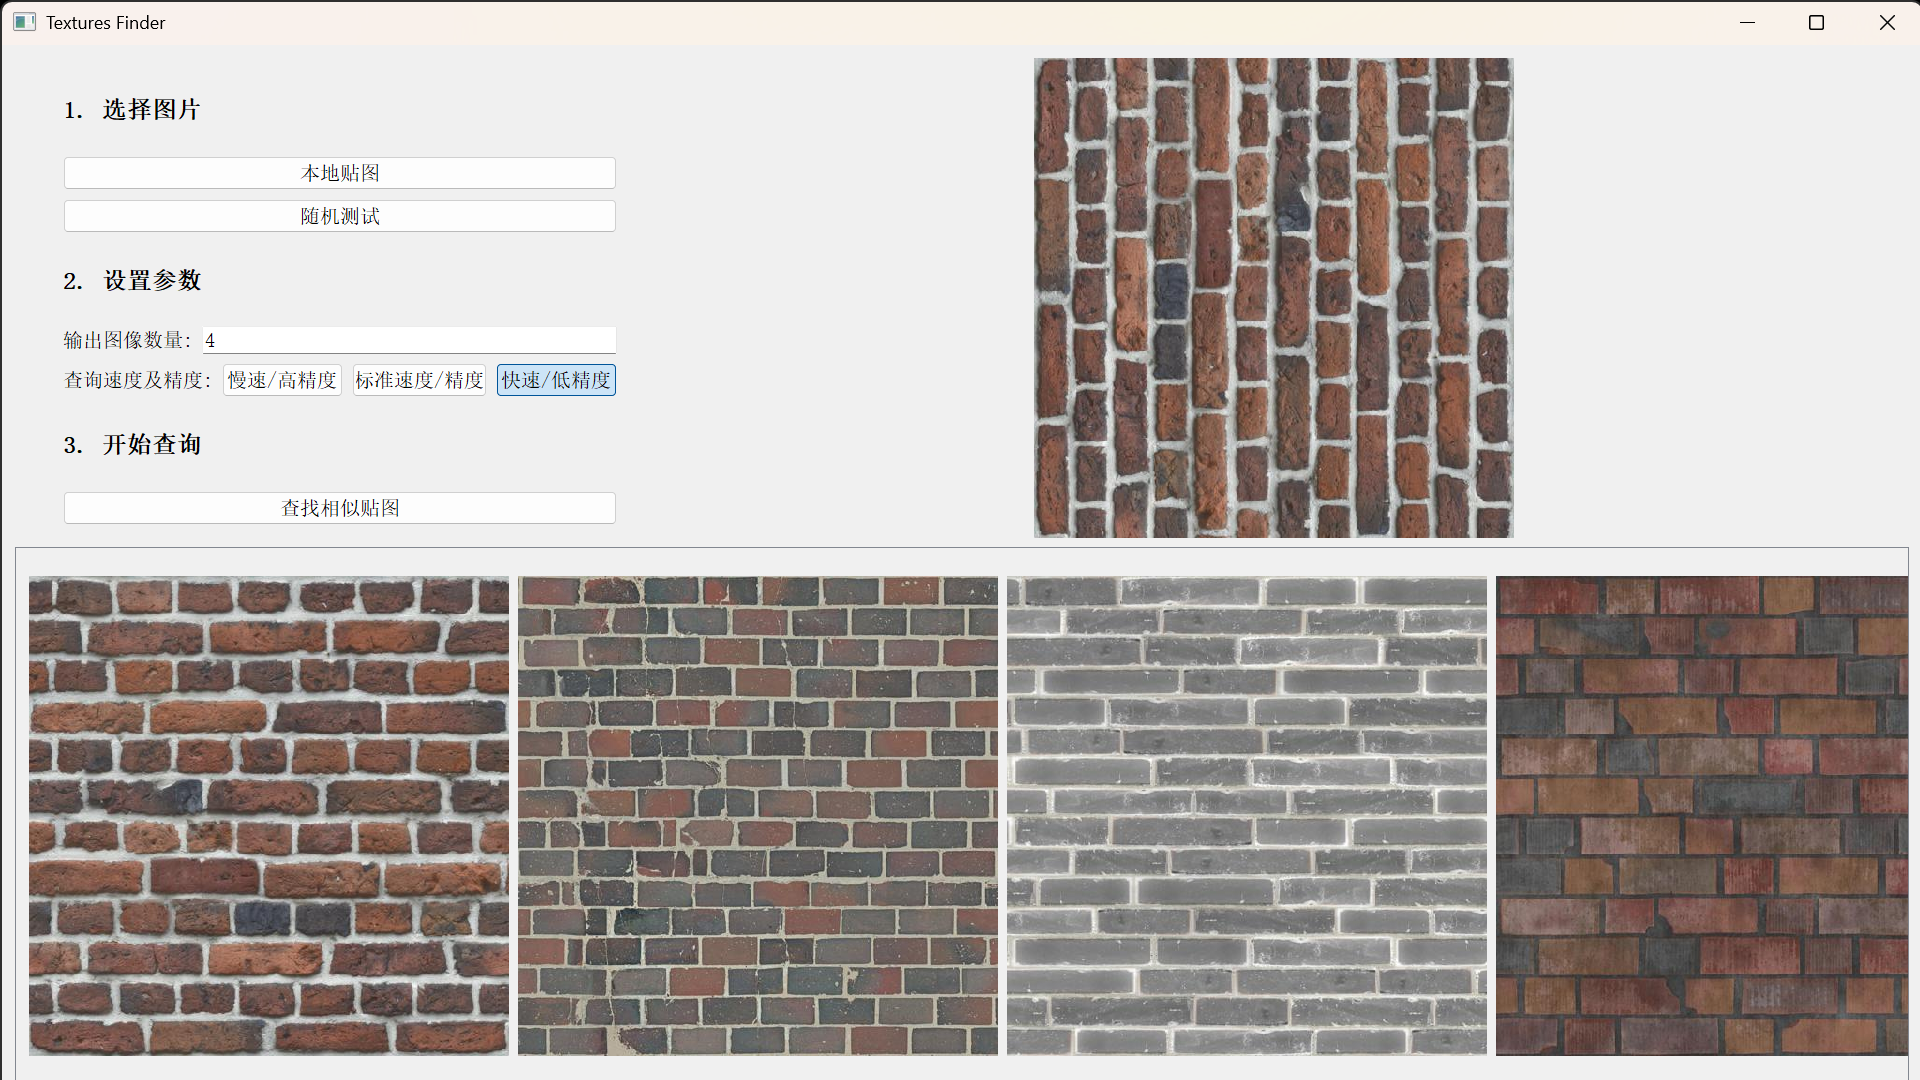 Textures Finder
1. 选择图片
本地贴图
随机测试
2. 设置参数
输出图像数量: 4
查询速度及精度: 慢速/高精度 标准速度/精度 快速/低精度
3. 开始查询
查找相似贴图